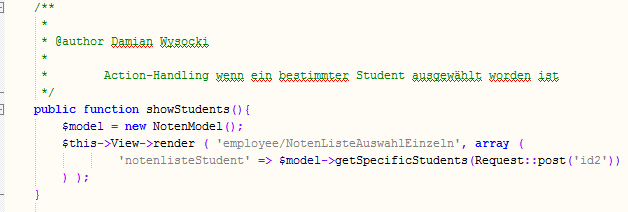 /**
*
* @author Damian Wysocki
*
* Action-Handling wenn ein bestimmter Student ausgewählt worden ist
*/
public function showStudents(){
$model = new NotenModel();
$this->View->render ( 'employee/NotenListeAuswahlEinzeln', array (
'notenlisteStudent' => $model->getSpecificStudents(Request::post('id2'))
) );
}